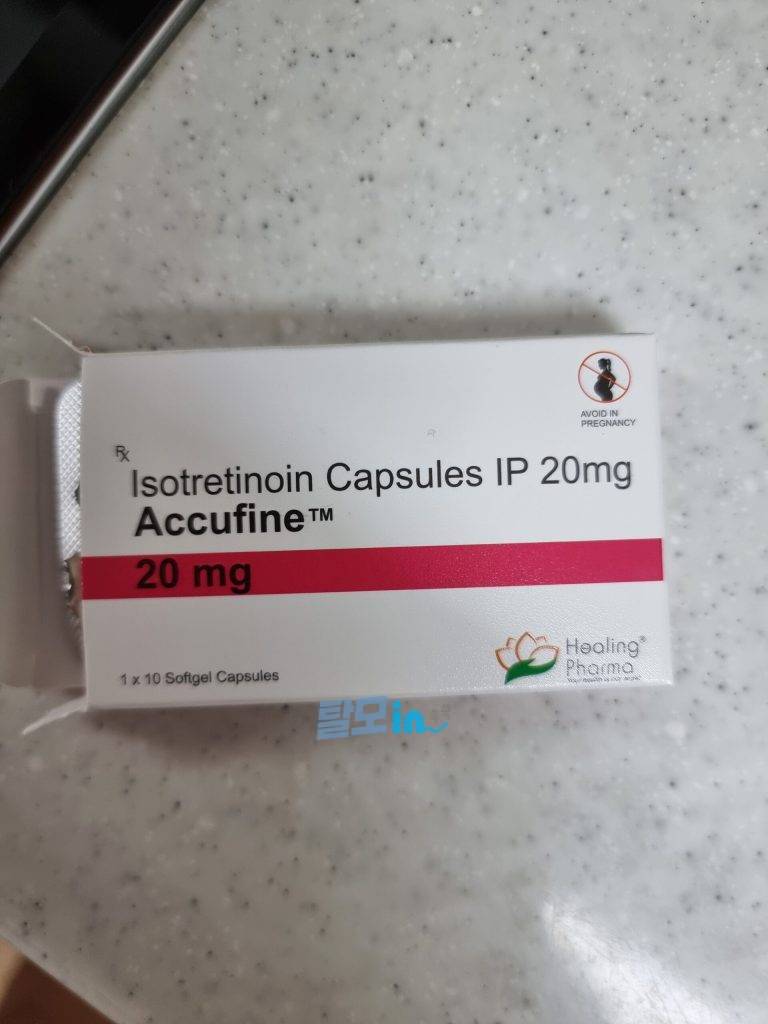 AVOID IN
PREGNANCY
Rx
Isotretinoin Capsules IP 20mg
Accufine™
20 mg
1 x 10 Softgel Capsules
Healing®
Pharma
탈모in